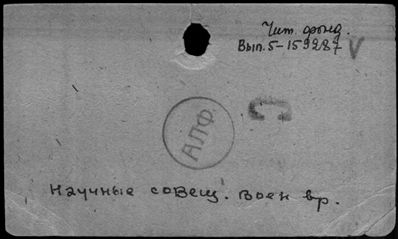 Чит. фонд.
Вып. 5-159287 V
АПФ
С
научные совещ. воен вр.